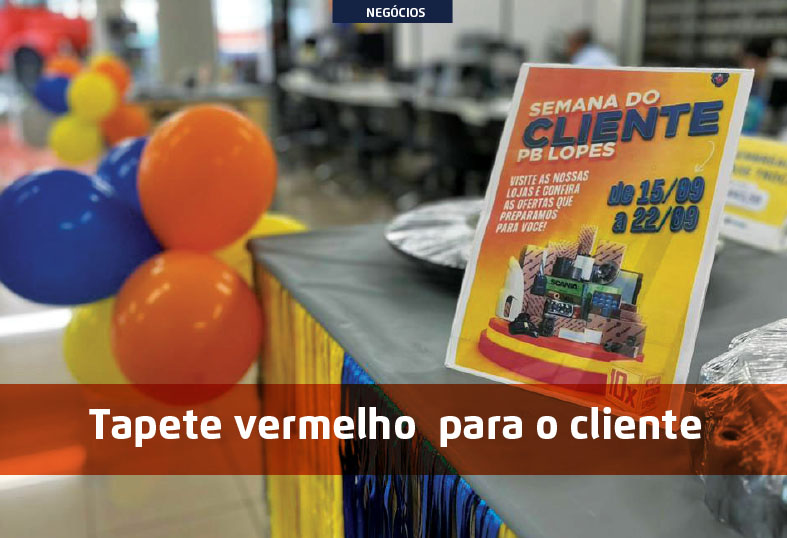 NEGÓCIOS
SEMANA DO
CLIENTE
PB LOPES
VISITE AS NOSSAS
LOJAS E CONFIRA
AS OFERTAS QUE
PREPARAMOS
PARA VOCÊ!
de 15/09
a 22/09
SCANIA
10x
Tapete vermelho para o cliente